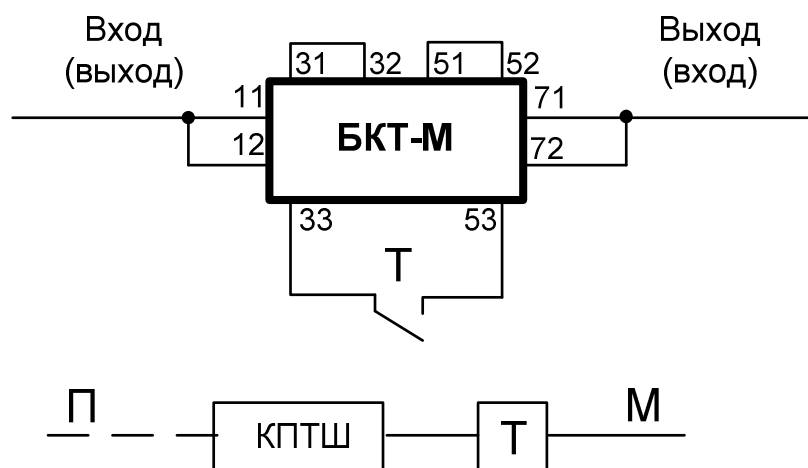 Вход
(выход)
Выход
(вход)
31 32 51 52
11 71
БКТ-М
12 72
33 53
Т
П М
КПТШ Т